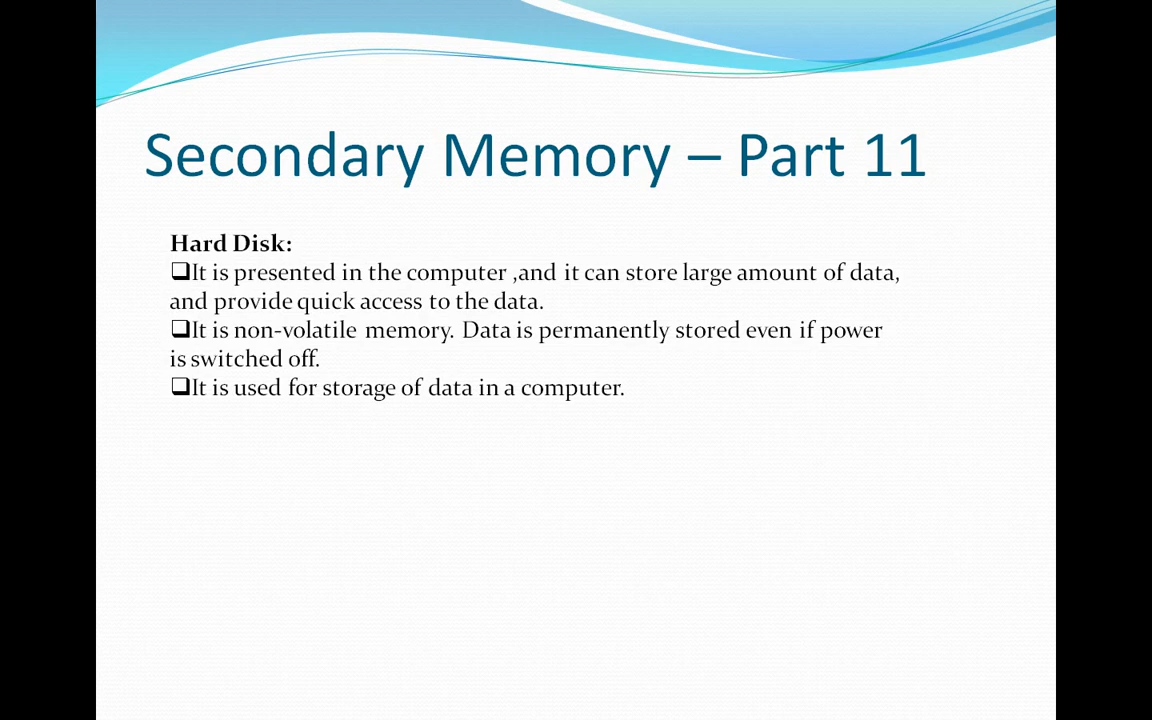 Secondary Memory – Part 11
Hard Disk:
❑It is presented in the computer ,and it can store large amount of data,
and provide quick access to the data.
❑It is non-volatile memory. Data is permanently stored even if power
is switched off.
❑It is used for storage of data in a computer.